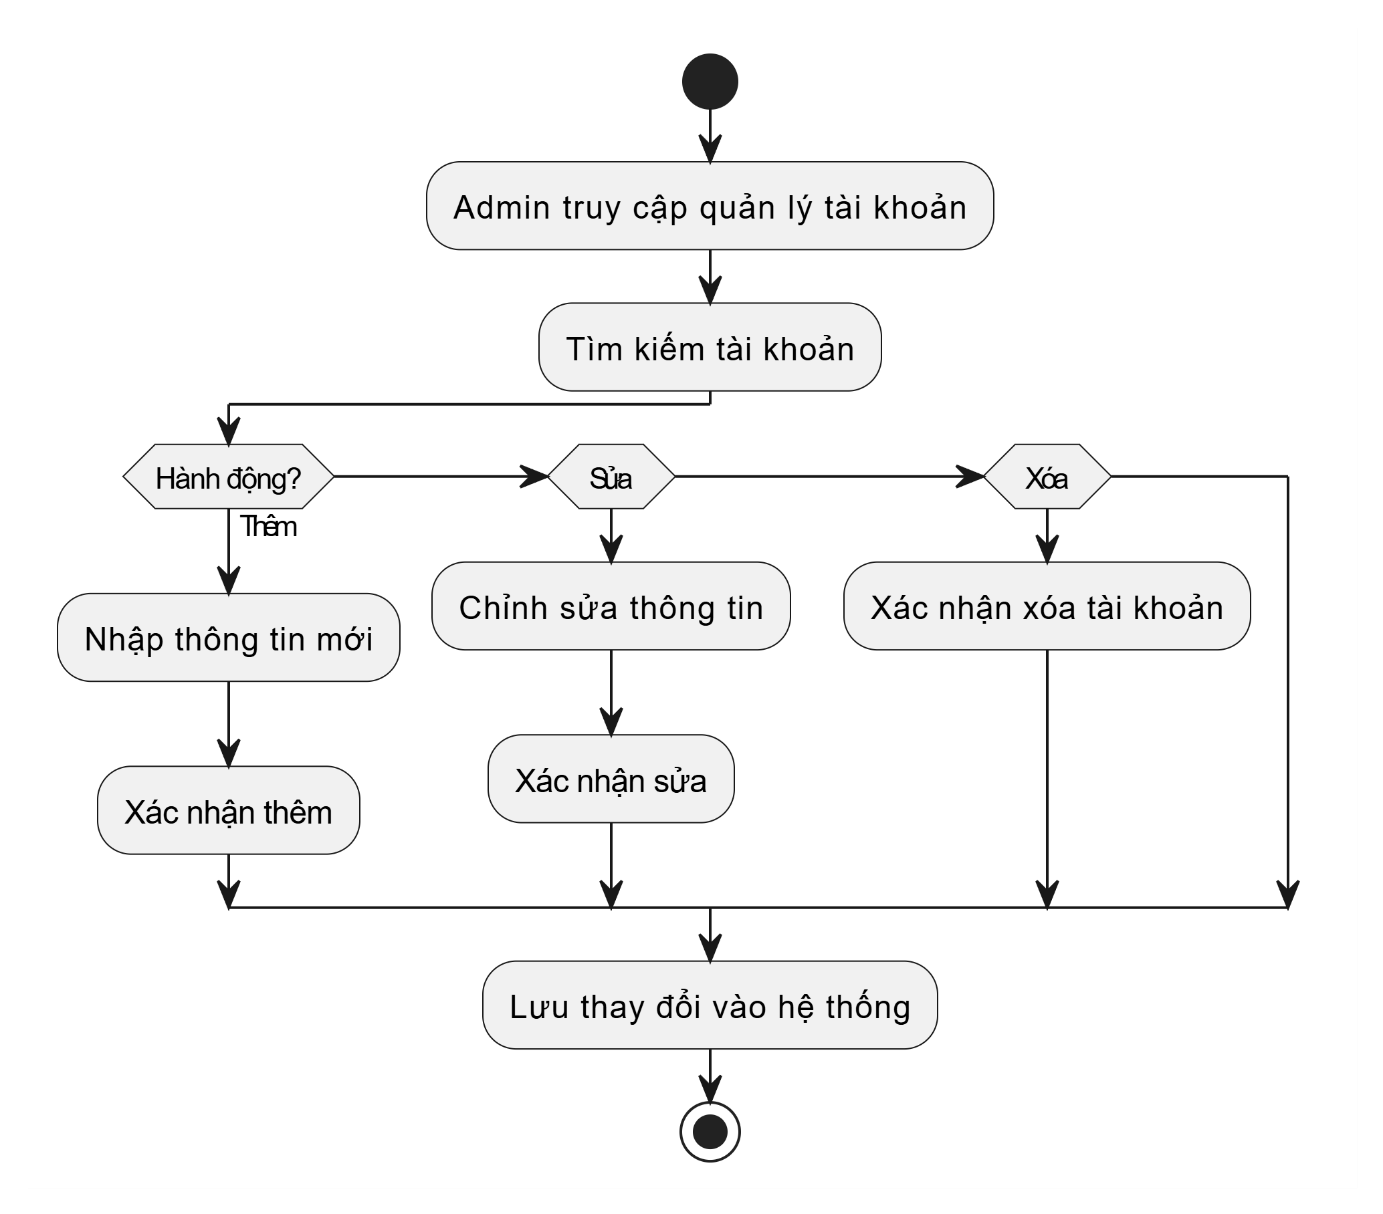 Admin truy cập quản lý tài khoản
Tìm kiếm tài khoản
Hành động?
Sửa
Xóa
Thêm
Nhập thông tin mới
Chỉnh sửa thông tin
Xác nhận xóa tài khoản
Xác nhận thêm
Xác nhận sửa
Lưu thay đổi vào hệ thống